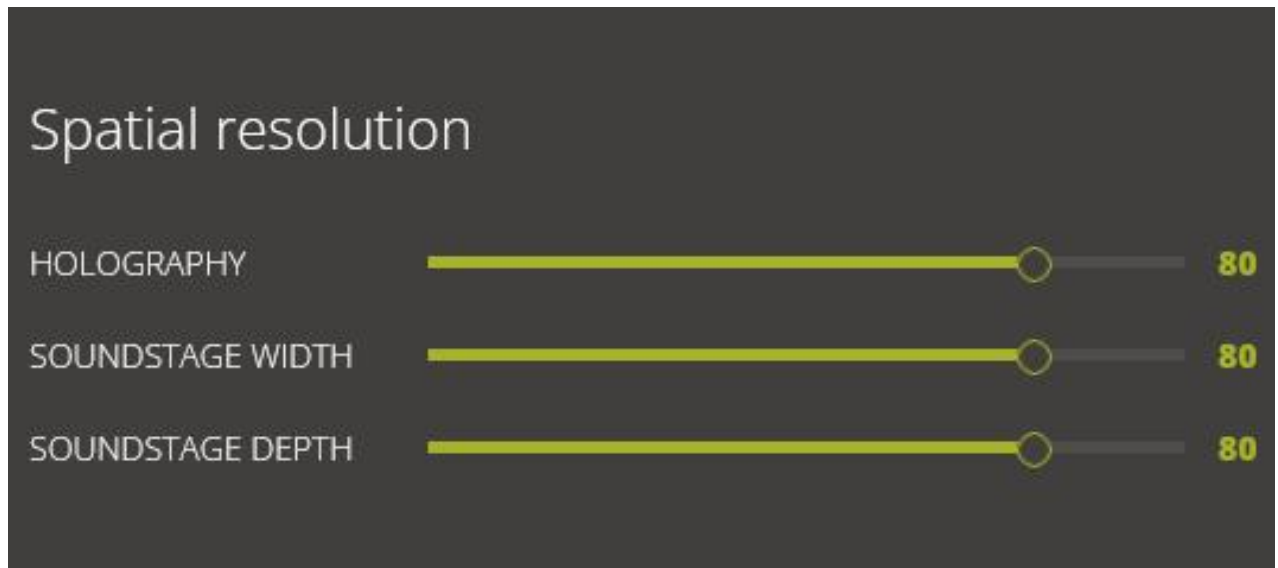 Spatial resolution
HOLOGRAPHY 80
SOUNDSTAGE WIDTH 80
SOUNDSTAGE DEPTH 80